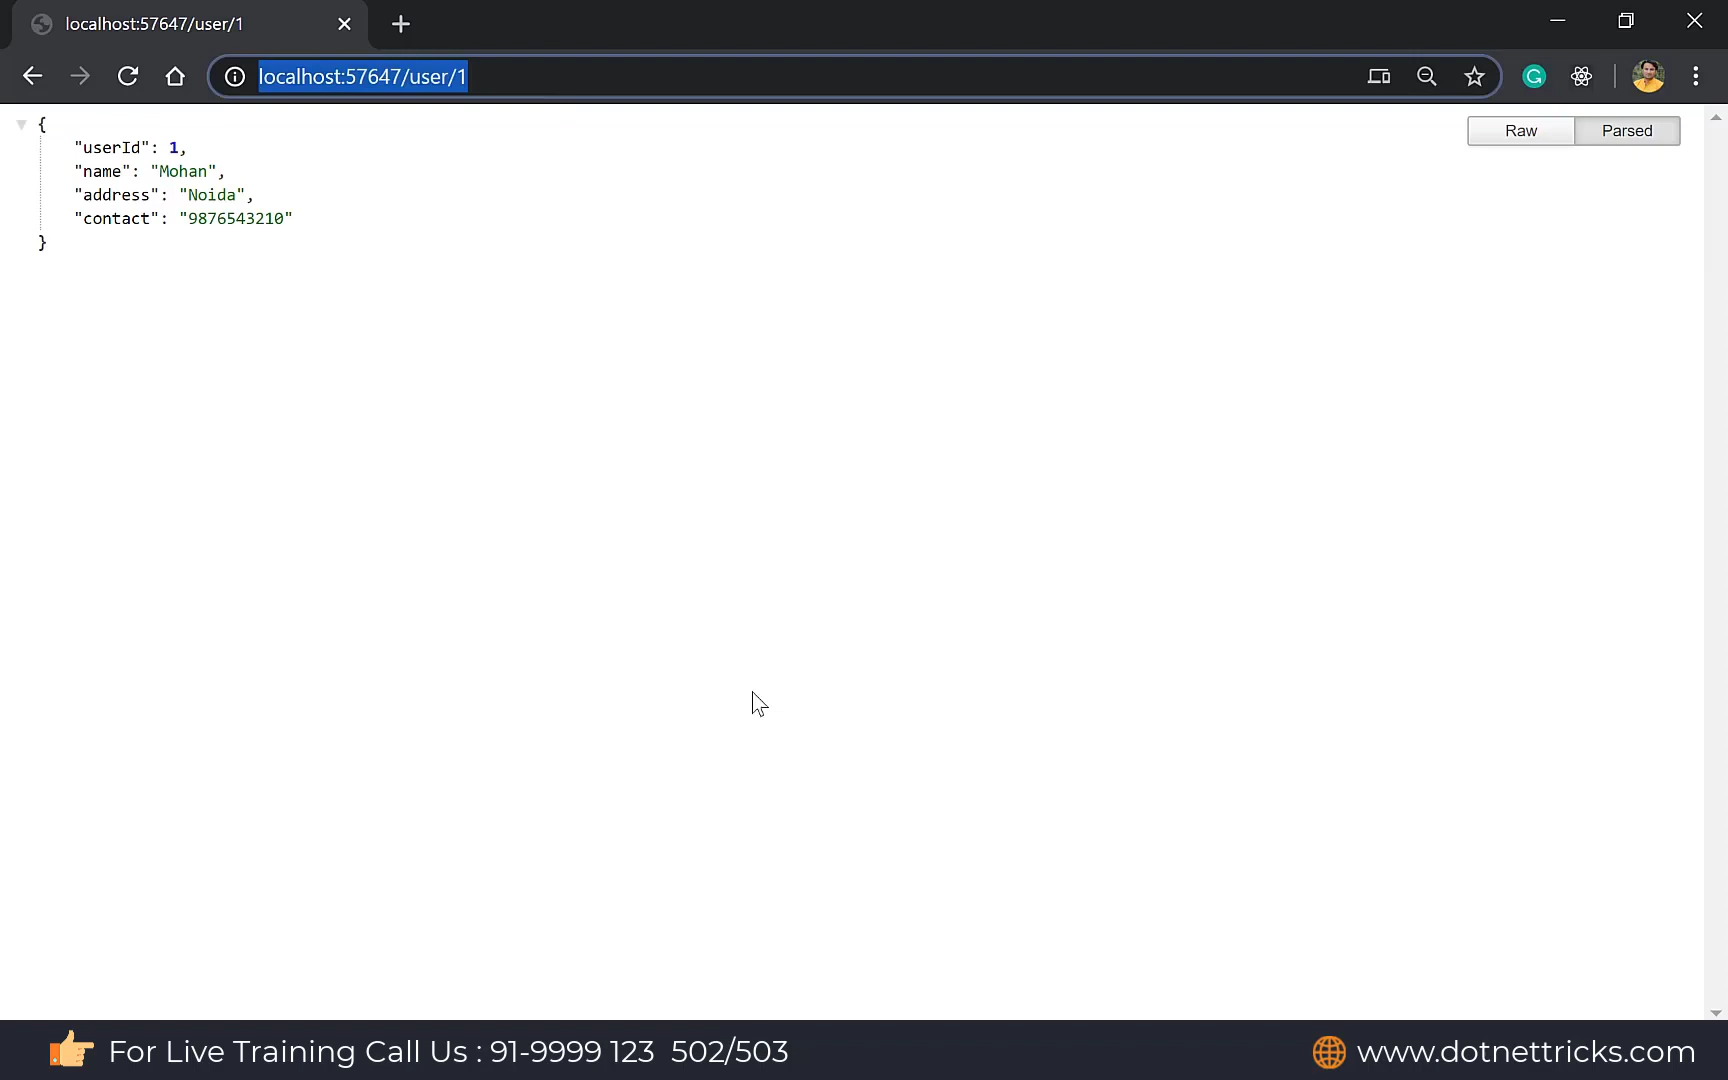 localhost:57647/user/1
localhost:57647/user/1
Raw Parsed
{
"userId": 1,
"name": "Mohan",
"address": "Noida",
"contact": "9876543210"
}
For Live Training Call Us : 91-9999 123 502/503
www.dotnettricks.com